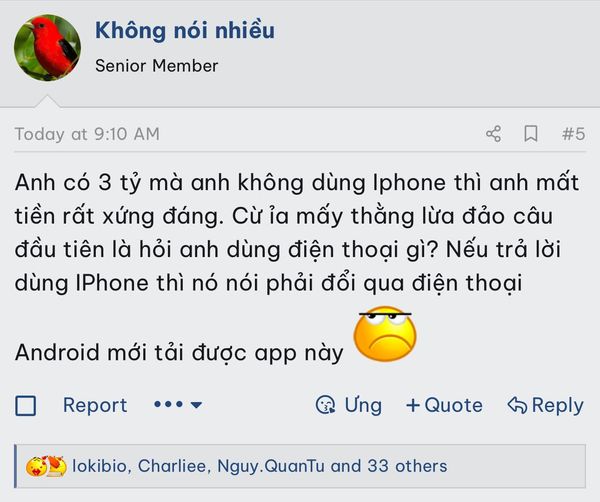 Không nói nhiều
Senior Member
Today at 9:10 AM
#5
Anh có 3 tỷ mà anh không dùng Iphone thì anh mất
tiền rất xứng đáng. Cừ ỉa mấy thằng lừa đảo câu
đầu tiên là hỏi anh dùng điện thoại gì? Nếu trả lời
dùng IPhone thì nó nói phải đổi qua điện thoại
Android mới tải được app này
Report
Ưng
+Quote
Reply
lokibio, Charliee, Nguy.QuanTu and 33 others